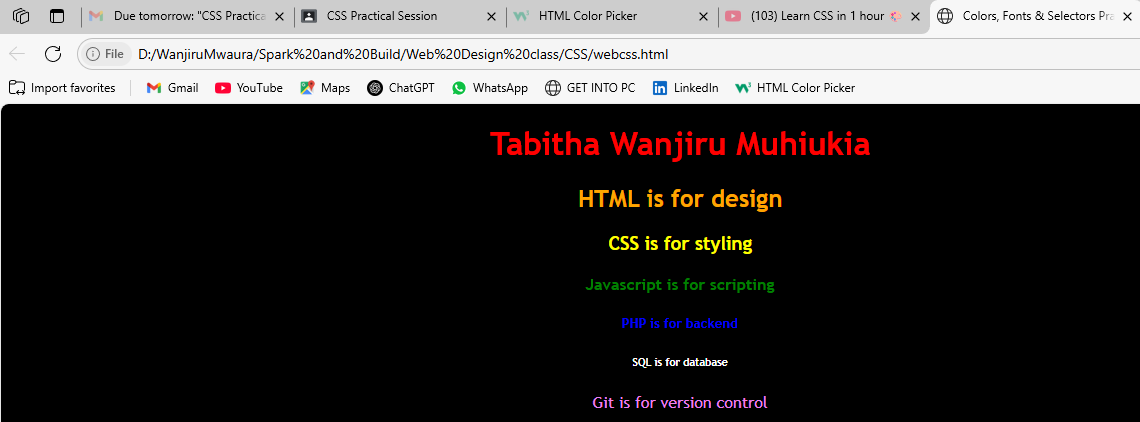 Due tomorrow: "CSS Practica
CSS Practical Session
HTML Color Picker
(103) Learn CSS in 1 hour
Colors, Fonts & Selectors Pra
File
D:/WanjiruMwaura/Spark%20and%20Build/Web%20Design%20class/CSS/webcss.html
Import favorites
Gmail
YouTube
Maps
ChatGPT
WhatsApp
GET INTO PC
LinkedIn
HTML Color Picker
Tabitha Wanjiru Muhiukia
HTML is for design
CSS is for styling
Javascript is for scripting
PHP is for backend
SQL is for database
Git is for version control